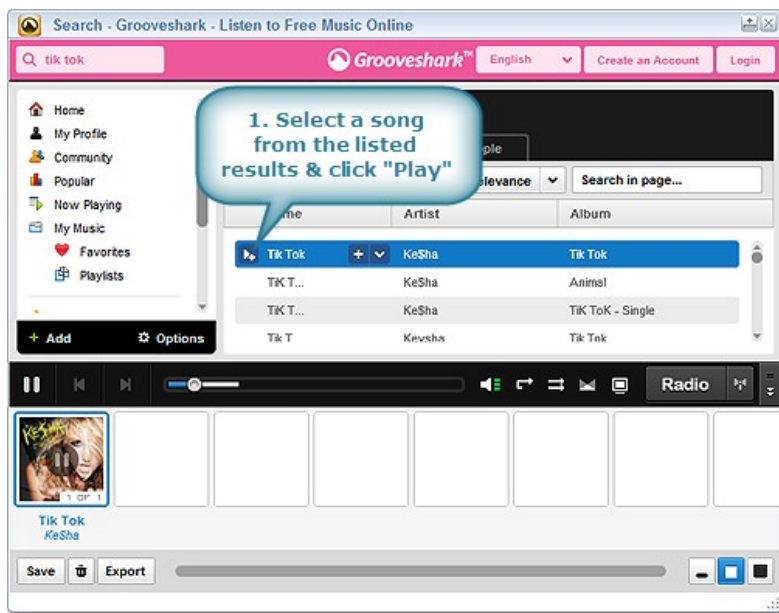 Search - Grooveshark - Listen to Free Music Online
tik tok
Grooveshark™
English
Create an Account
Login
Home
My Profile
Community
Popular
Now Playing
My Music
Favorites
Playlists
+ Add
Options
1. Select a song
from the listed
results & click "Play"
Search in page...
Artist
Album
Tik Tok Ke$ha Tik Tok
TiK T... Ke$ha Animal
TiK T... Ke$ha TiK ToK - Single
Tik T Keysha Tik Tok
Radio
KE$HA
1 OF 1
Tik Tok
Ke$ha
Save
Export